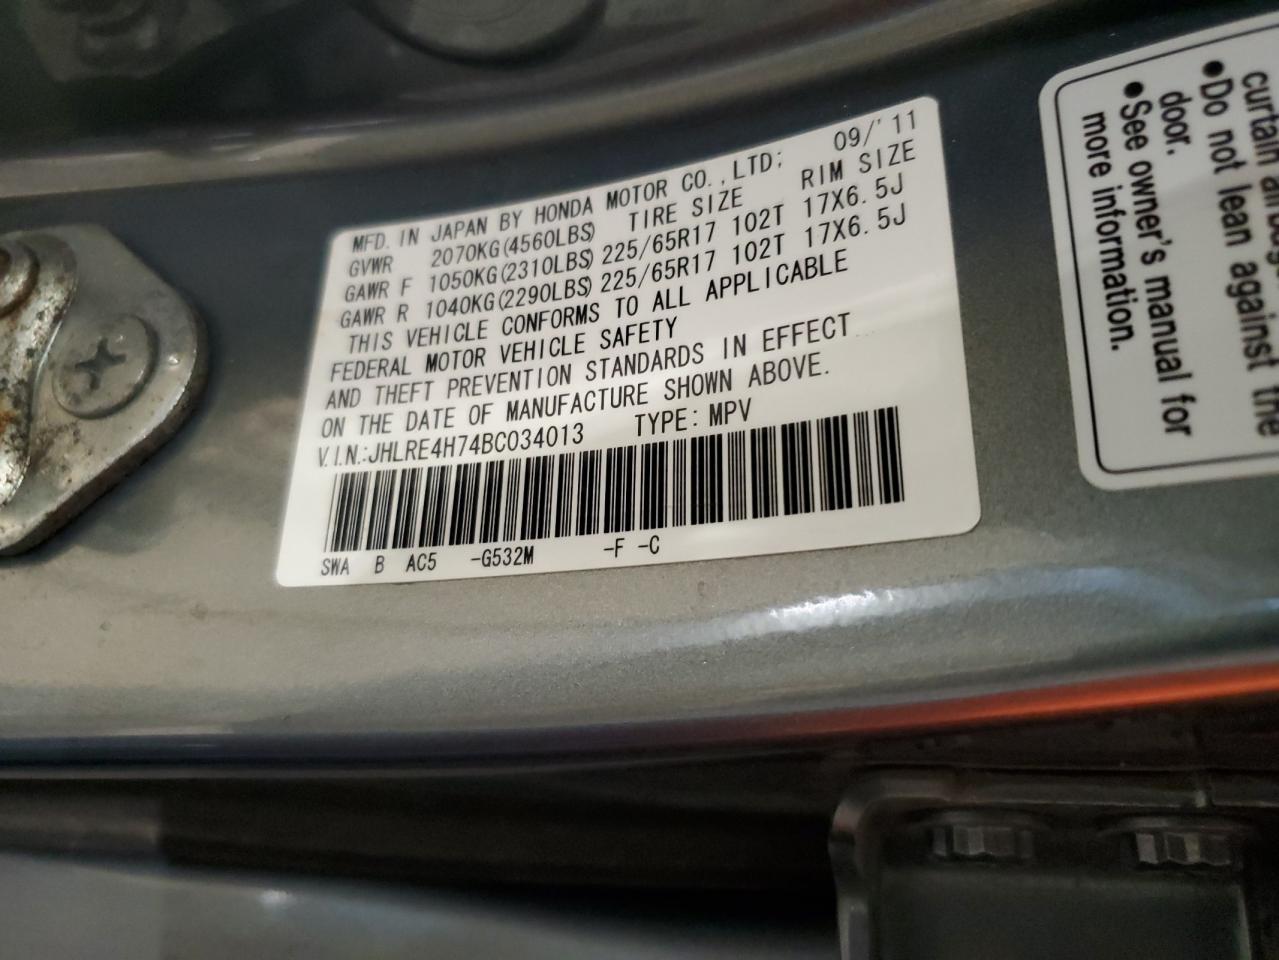 MFD. IN JAPAN BY HONDA MOTOR CO., LTD; 09/'11
GVWR 2070KG(4560LBS) TIRE SIZE RIM SIZE
GAWR F 1050KG(2310LBS) 225/65R17 102T 17X6.5J
GAWR R 1040KG(2290LBS) 225/65R17 102T 17X6.5J
THIS VEHICLE CONFORMS TO ALL APPLICABLE
FEDERAL MOTOR VEHICLE SAFETY
AND THEFT PREVENTION STANDARDS IN EFFECT
ON THE DATE OF MANUFACTURE SHOWN ABOVE.
V.I.N.:JHLRE4H74BC034013 TYPE: MPV
SWA B AC5 -G532M -F -C
curtain airbag
•Do not lean against the
door.
•See owner's manual for
more information.